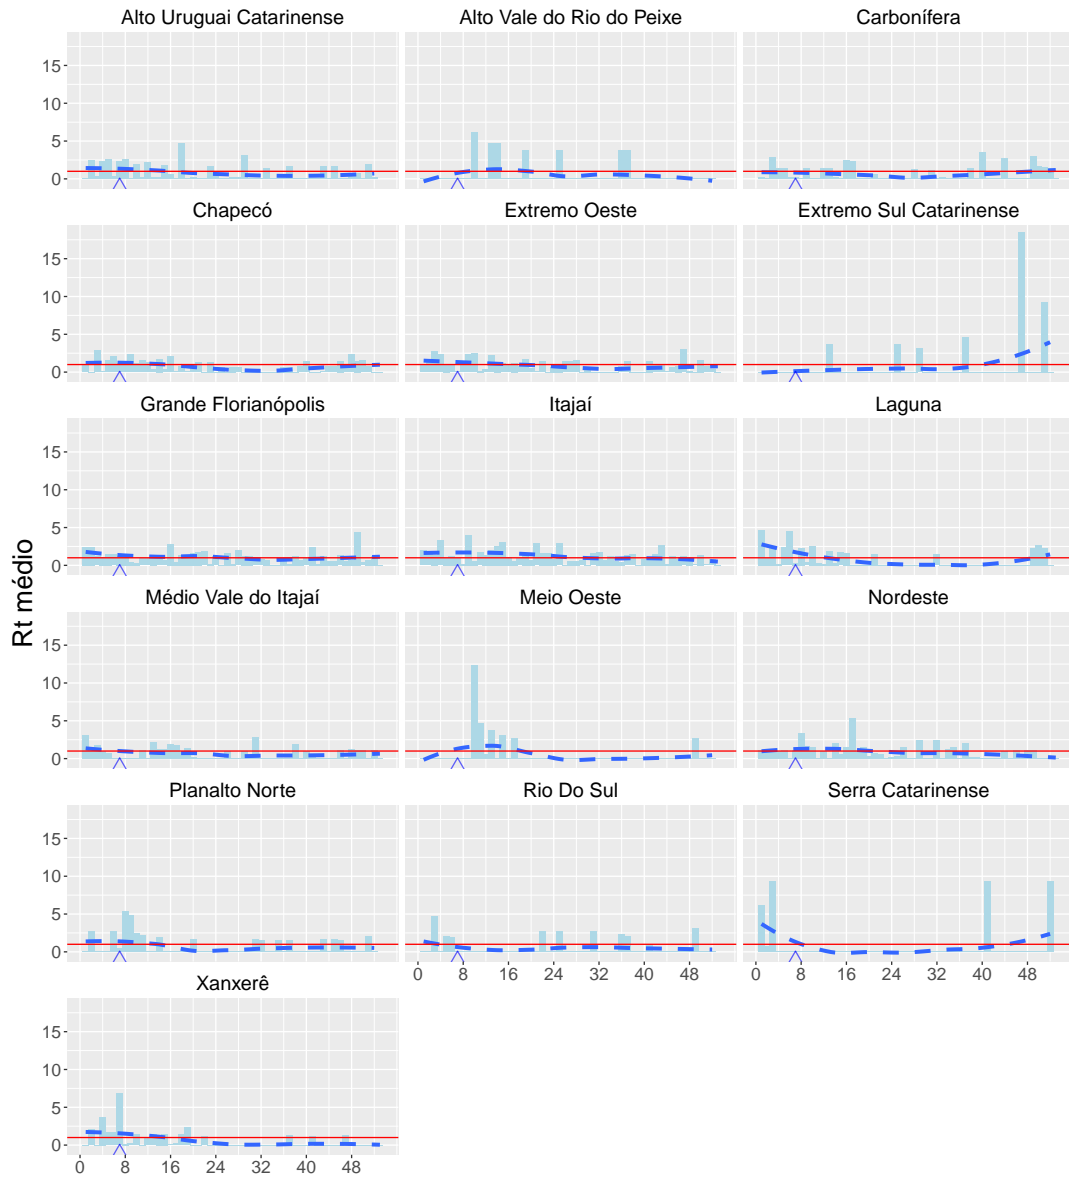 Alto Uruguai Catarinense Alto Vale do Rio do Peixe Carbonífera
15
10
5
0
Chapecó Extremo Oeste Extremo Sul Catarinense
15
10
5
0
Grande Florianópolis Itajaí Laguna
15
10
5
0
Rt médio
Médio Vale do Itajaí Meio Oeste Nordeste
15
10
5
0
Planalto Norte Rio Do Sul Serra Catarinense
15
10
5
0
0 8 16 24 32 40 48 0 8 16 24 32 40 48
Xanxerê
15
10
5
0
0 8 16 24 32 40 48